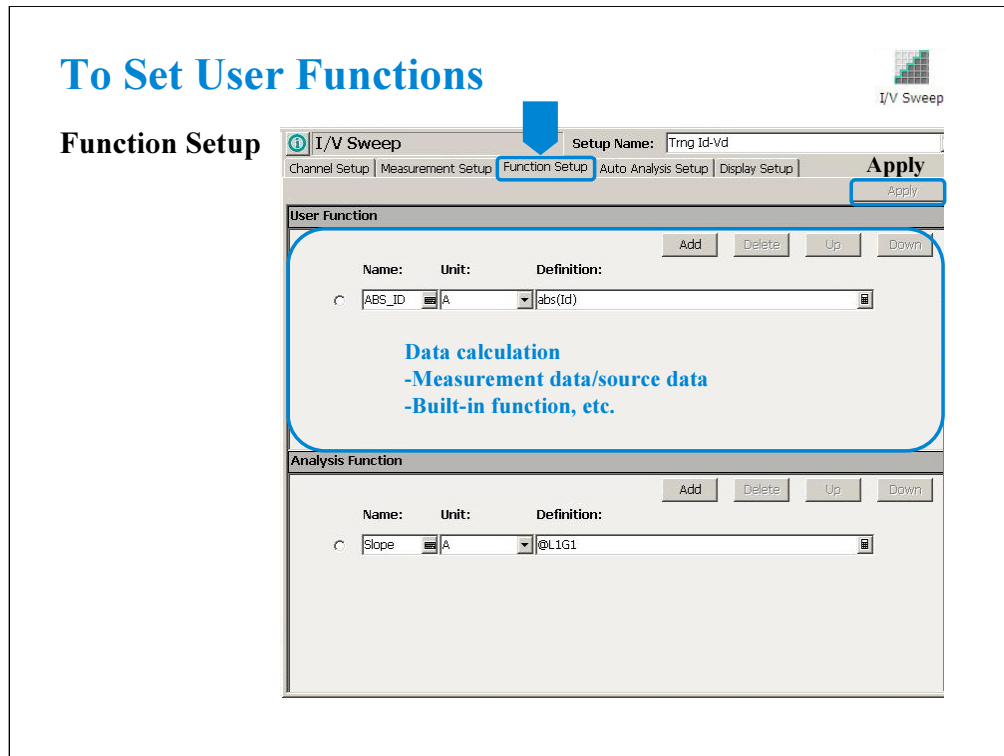 To Set User Functions
I/V Sweep
Function Setup
I/V Sweep Setup Name: Trng Id-Vd
Channel Setup Measurement Setup Function Setup Auto Analysis Setup Display Setup Apply
Apply
User Function
Add Delete Up Down
Name: Unit: Definition:
ABS_ID A abs(Id)
Data calculation
-Measurement data/source data
-Built-in function, etc.
Analysis Function
Add Delete Up Down
Name: Unit: Definition:
Slope A @L1G1